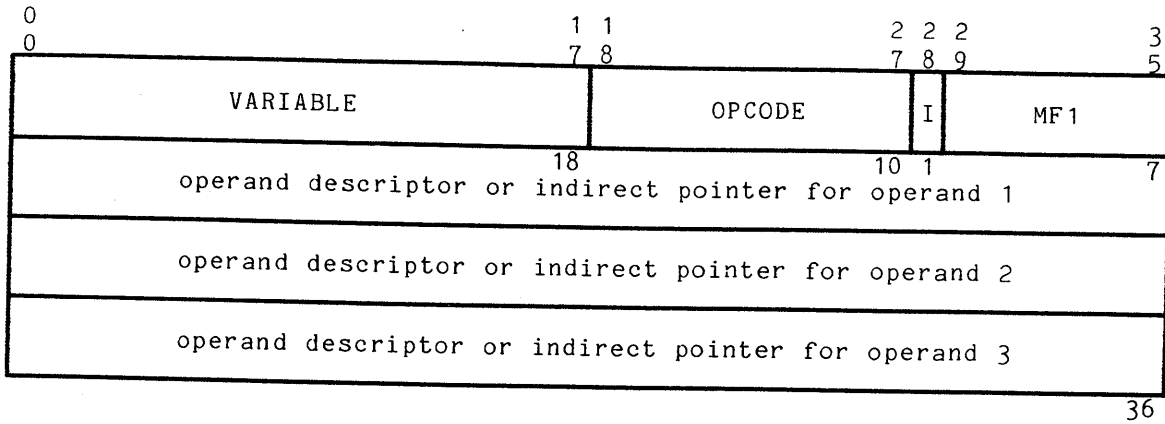 0 1 1 2 2 2 3
0 7 8 7 8 9 5
VARIABLE OPCODE I MF1
18 10 1 7
operand descriptor or indirect pointer for operand 1
operand descriptor or indirect pointer for operand 2
operand descriptor or indirect pointer for operand 3
36